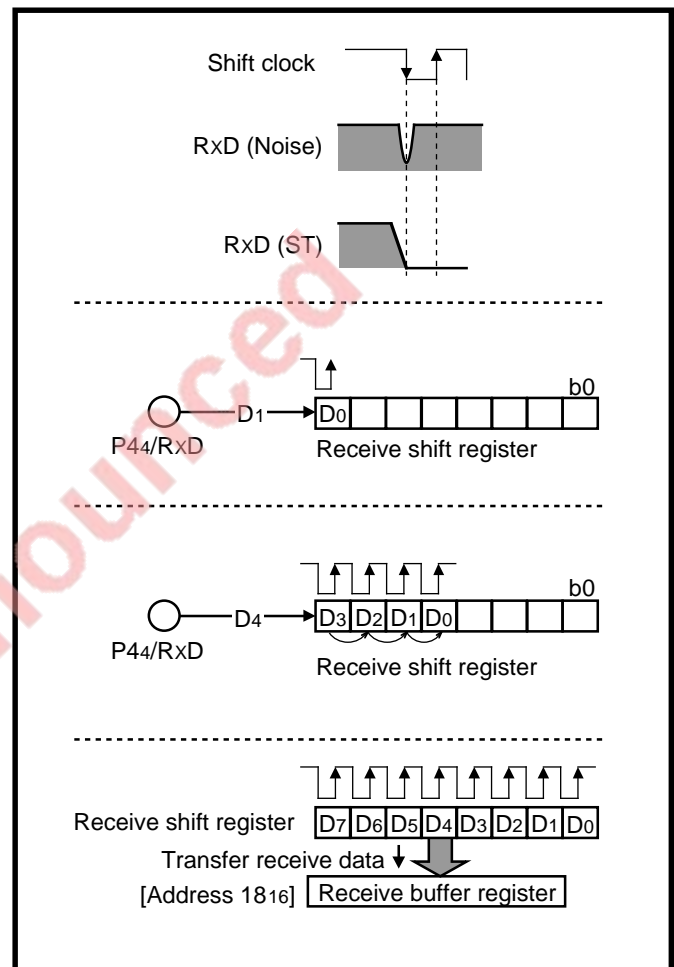 Shift clock
RxD (Noise)
RxD (ST)
b0
D1
D0
P44/RxD
Receive shift register
b0
D4
D3 D2 D1 D0
P44/RxD
Receive shift register
Receive shift register
D7 D6 D5 D4 D3 D2 D1 D0
Transfer receive data
[Address 1816]
Receive buffer register